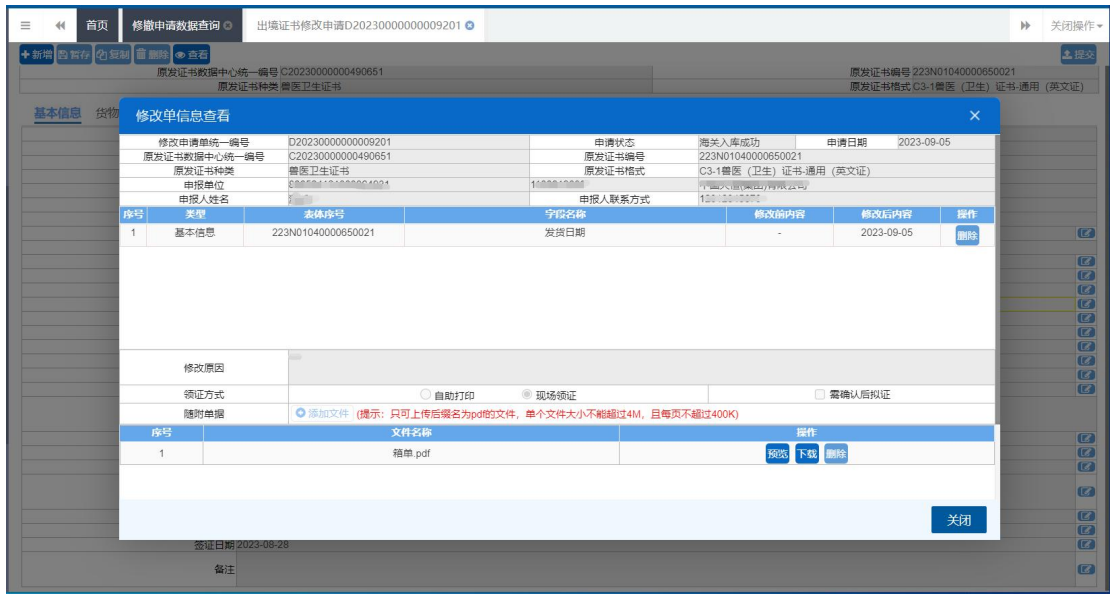 首页 修撤申请数据查询 出境证书修改申请D20230000000009201 关闭操作
新增 暂存 复制 删除 查看 提交
原发证书数据中心统一编号 C20230000000490651 原发证书编号 223N01040000650021
原发证书种类 兽医卫生证书 原发证书格式 C3-1兽医（卫生）证书-通用（英文证）
基本信息 货物
修改单信息查看
修改申请单统一编号 D20230000000009201 申请状态 海关入库成功 申请日期 2023-09-05
原发证书数据中心统一编号 C20230000000490651 原发证书编号 223N01040000650021
原发证书种类 兽医卫生证书 原发证书格式 C3-1兽医（卫生）证书-通用（英文证）
申报单位
申报人姓名 申报人联系方式
序号 类型 表体序号 字段名称 修改前内容 修改后内容 操作
1 基本信息 223N01040000650021 发货日期 - 2023-09-05 删除
修改原因
领证方式 自助打印 现场领证 需确认后拟证
随附单据 添加文件 (提示：只可上传后缀名为pdf的文件，单个文件大小不能超过4M，且每页不超过400K)
序号 文件名称 操作
1 箱单.pdf 预览 下载 删除
关闭
签证日期 2023-08-28
备注